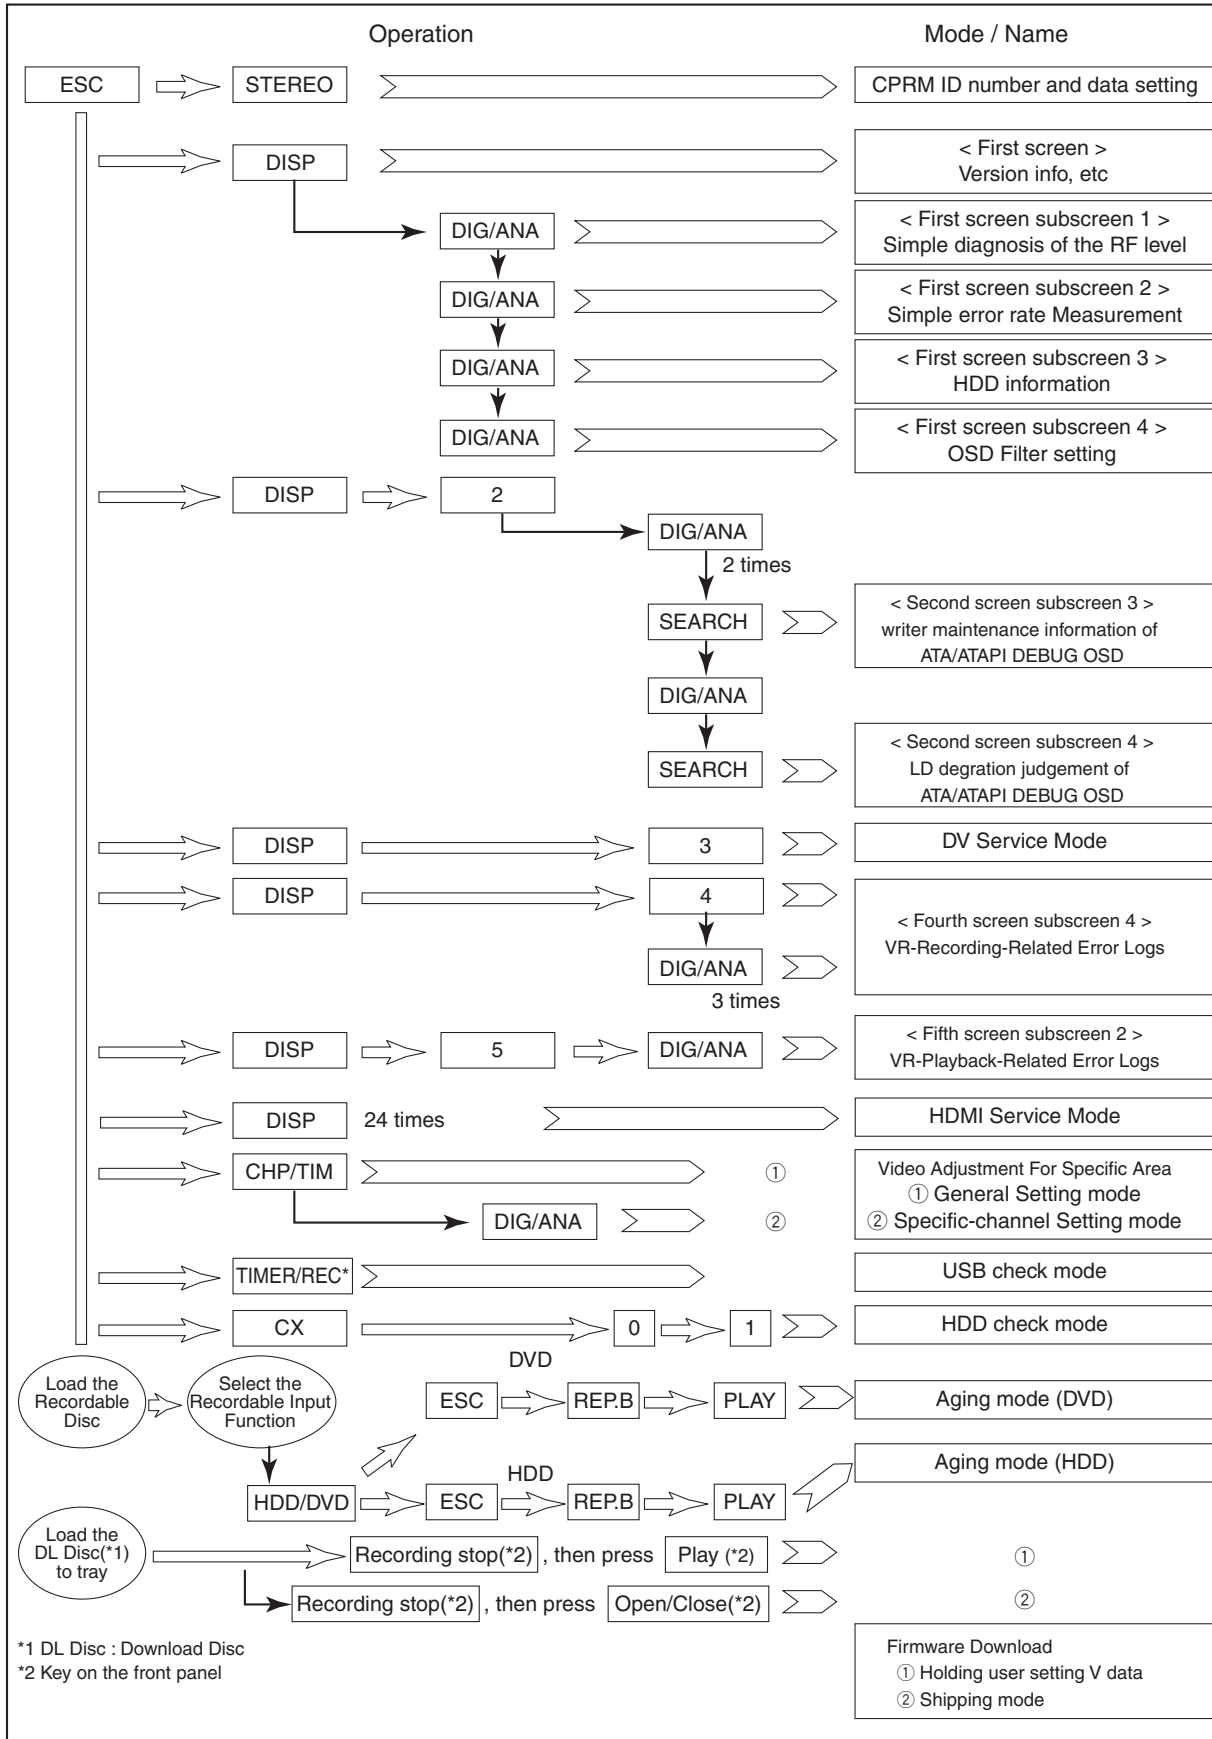 Operation
Mode / Name
ESC
STEREO
CPRM ID number and data setting
DISP
< First screen >
Version info, etc
DIG/ANA
< First screen subscreen 1 >
Simple diagnosis of the RF level
DIG/ANA
< First screen subscreen 2 >
Simple error rate Measurement
DIG/ANA
< First screen subscreen 3 >
HDD information
DIG/ANA
< First screen subscreen 4 >
OSD Filter setting
DISP
2
DIG/ANA
2 times
SEARCH
< Second screen subscreen 3 >
writer maintenance information of
ATA/ATAPI DEBUG OSD
DIG/ANA
SEARCH
< Second screen subscreen 4 >
LD degration judgement of
ATA/ATAPI DEBUG OSD
DISP
3
DV Service Mode
DISP
4
DIG/ANA
3 times
< Fourth screen subscreen 4 >
VR-Recording-Related Error Logs
DISP
5
DIG/ANA
< Fifth screen subscreen 2 >
VR-Playback-Related Error Logs
DISP
24 times
HDMI Service Mode
CHP/TIM
①
DIG/ANA
②
Video Adjustment For Specific Area
① General Setting mode
② Specific-channel Setting mode
TIMER/REC*
USB check mode
CX
0
1
HDD check mode
Load the
Recordable
Disc
Select the
Recordable Input
Function
DVD
ESC
REP.B
PLAY
Aging mode (DVD)
HDD/DVD
HDD
ESC
REP.B
PLAY
Aging mode (HDD)
Load the
DL Disc(*1)
to tray
Recording stop(*2) , then press Play (*2)
①
Recording stop(*2) , then press Open/Close(*2)
②
*1 DL Disc : Download Disc
*2 Key on the front panel
Firmware Download
① Holding user setting V data
② Shipping mode